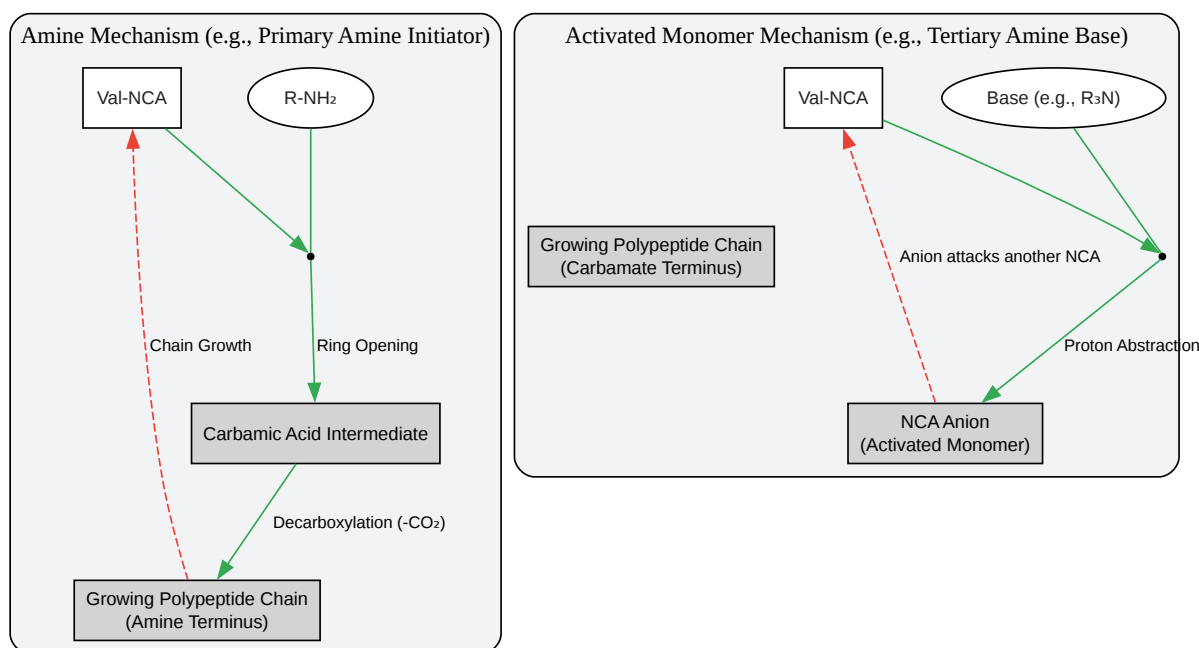 Amine Mechanism (e.g., Primary Amine Initiator)
Val-NCA
R-NH₂
Chain Growth
Ring Opening
Carbamic Acid Intermediate
Decarboxylation (-CO₂)
Growing Polypeptide Chain
(Amine Terminus)
Activated Monomer Mechanism (e.g., Tertiary Amine Base)
Val-NCA
Base (e.g., R₃N)
Growing Polypeptide Chain
(Carbamate Terminus)
Anion attacks another NCA
Proton Abstraction
NCA Anion
(Activated Monomer)